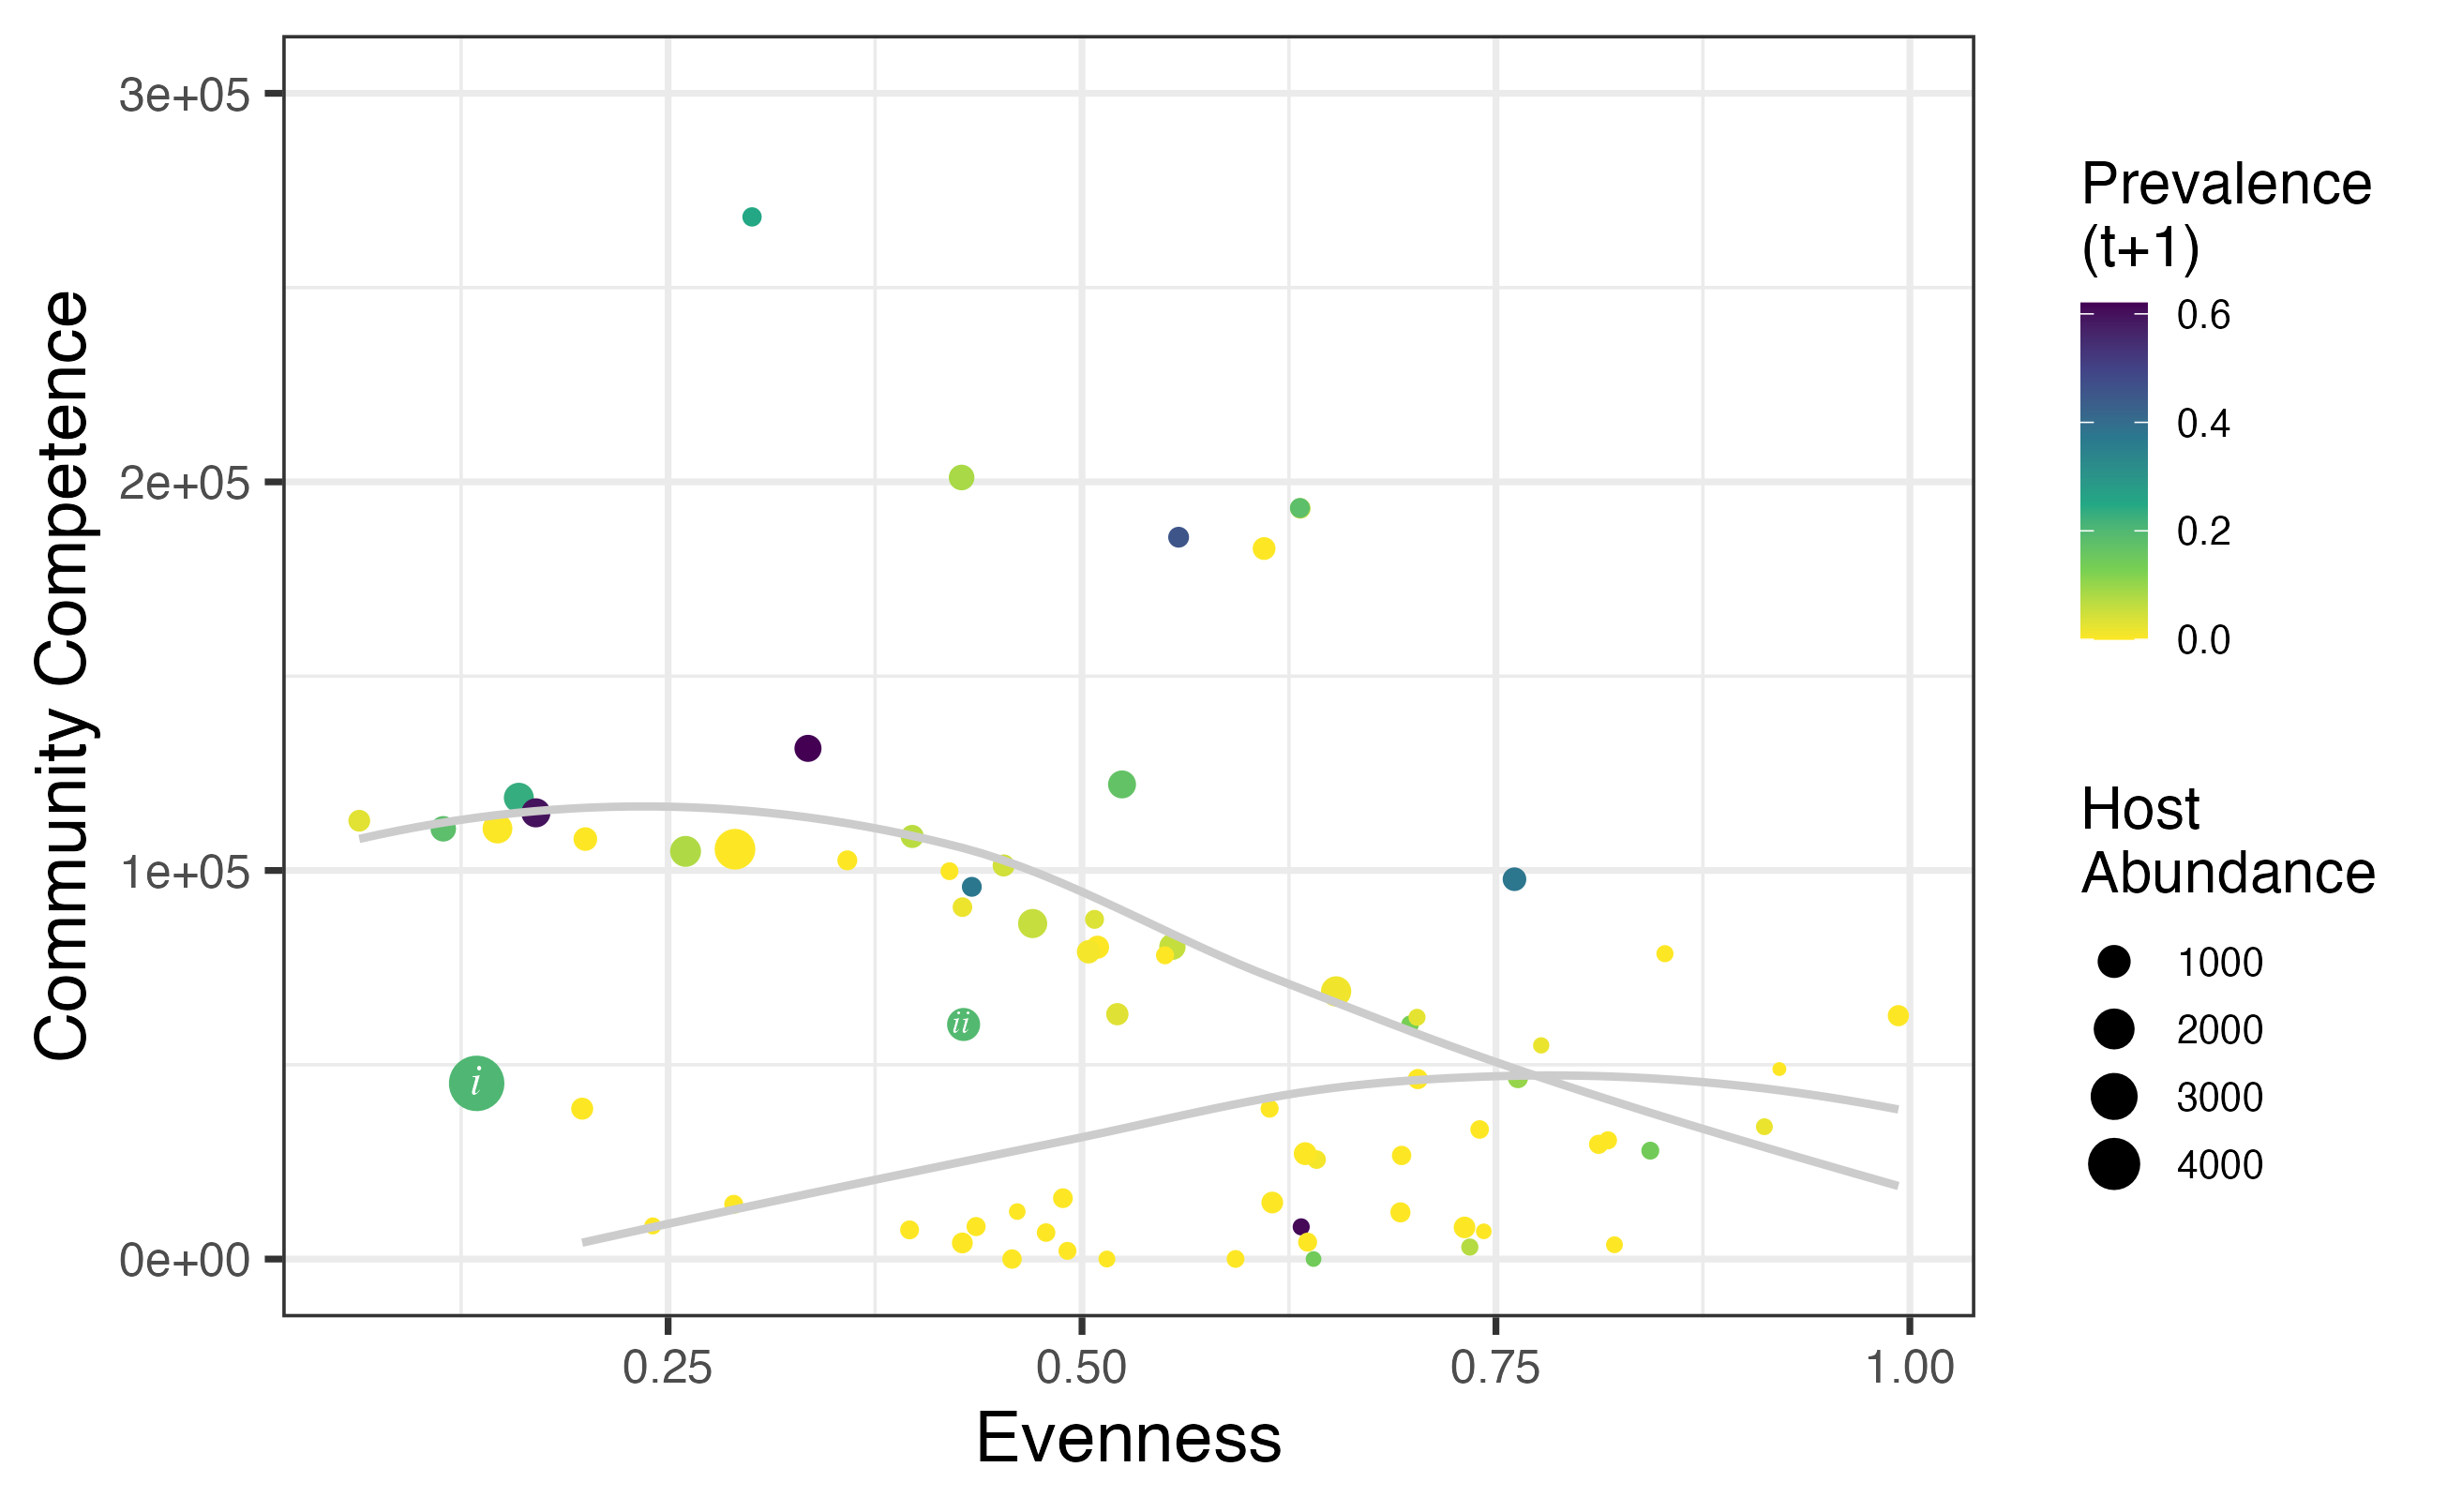 3e+05
2e+05
1e+05
0e+00
Community Competence
i
ii
0.25
0.50
0.75
1.00
Evenness
Prevalence
(t+1)
0.6
0.4
0.2
0.0
Host
Abundance
1000
2000
3000
4000